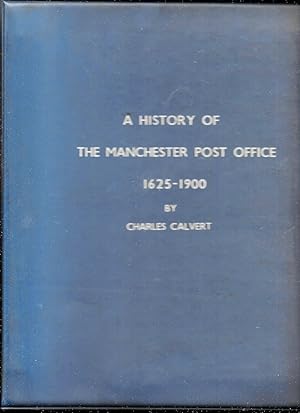 A HISTORY OF
THE MANCHESTER POST OFFICE
1625-1900
BY
CHARLES CALVERT